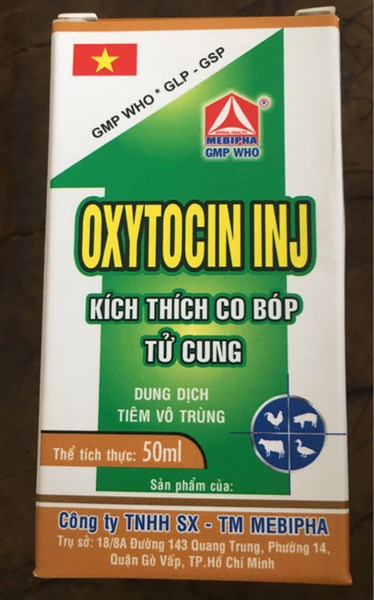 GMP WHO * GLP - GSP
ANIMAL HEALTH
MEBIPHA
®
GMP WHO
OXYTOCIN INJ
KÍCH THÍCH CO BÓP
TỬ CUNG
DUNG DỊCH
TIÊM VÔ TRÙNG
Thể tích thực: 50ml
Sản phẩm của:
Công ty TNHH SX - TM MEBIPHA
Trụ sở: 18/8A Đường 143 Quang Trung, Phường 14,
Quận Gò Vấp, TP.Hồ Chí Minh